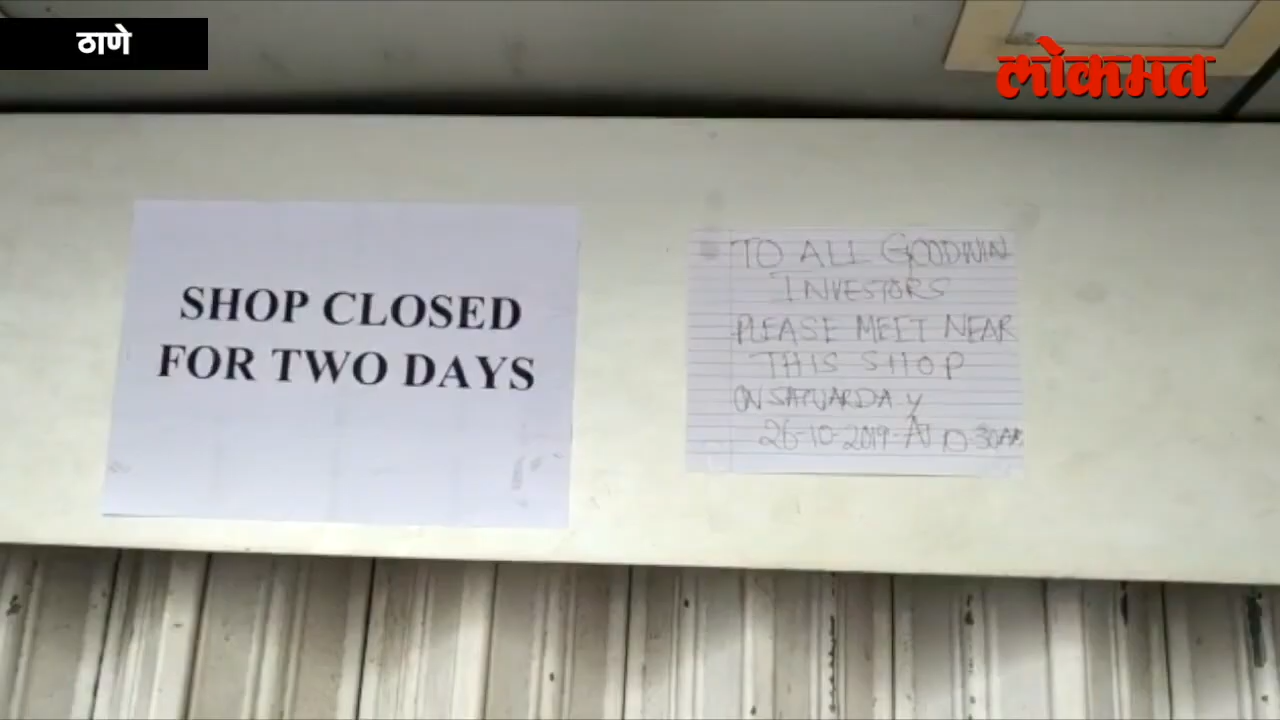 ठाणे
लोकमत
SHOP CLOSED
FOR TWO DAYS
TO ALL GOODWIN
INVESTORS
PLEASE MEET NEAR
THIS SHOP
ON SATUARDAY
26-10-2019-AT 10-30AM